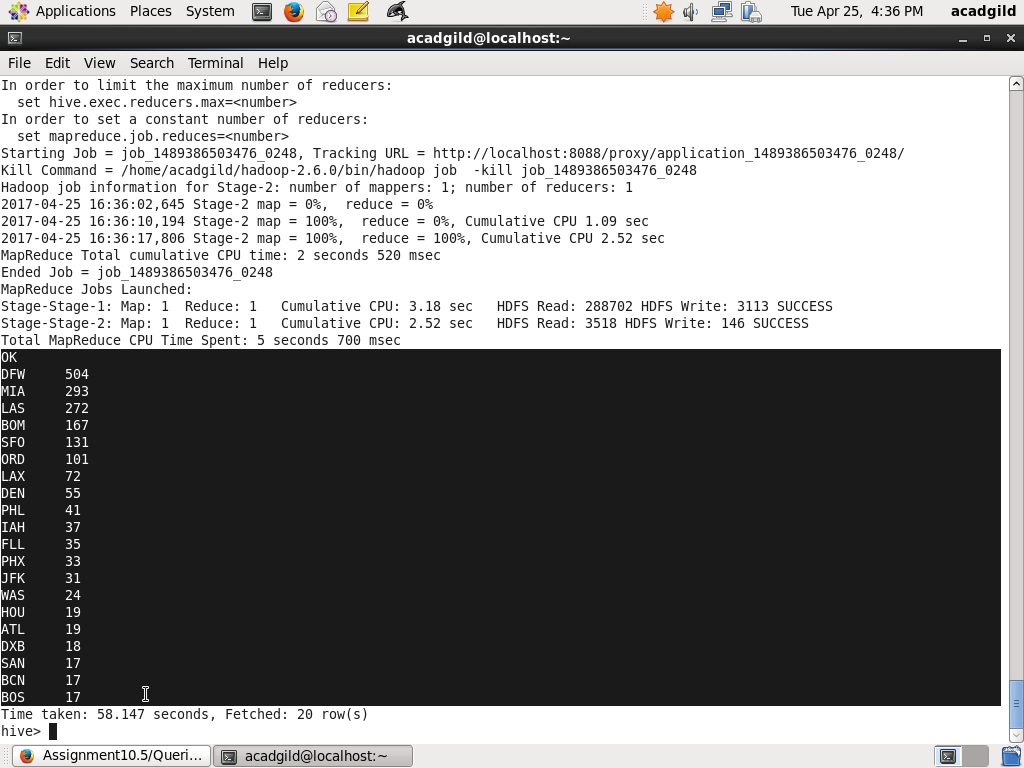 Applications Places System Tue Apr 25, 4:36 PM acadgild
acadgild@localhost:~
File Edit View Search Terminal Help
In order to limit the maximum number of reducers:
  set hive.exec.reducers.max=<number>
In order to set a constant number of reducers:
  set mapreduce.job.reduces=<number>
Starting Job = job_1489386503476_0248, Tracking URL = http://localhost:8088/proxy/application_1489386503476_0248/
Kill Command = /home/acadgild/hadoop-2.6.0/bin/hadoop job  -kill job_1489386503476_0248
Hadoop job information for Stage-2: number of mappers: 1; number of reducers: 1
2017-04-25 16:36:02,645 Stage-2 map = 0%,  reduce = 0%
2017-04-25 16:36:10,194 Stage-2 map = 100%,  reduce = 0%, Cumulative CPU 1.09 sec
2017-04-25 16:36:17,806 Stage-2 map = 100%,  reduce = 100%, Cumulative CPU 2.52 sec
MapReduce Total cumulative CPU time: 2 seconds 520 msec
Ended Job = job_1489386503476_0248
MapReduce Jobs Launched:
Stage-Stage-1: Map: 1  Reduce: 1   Cumulative CPU: 3.18 sec   HDFS Read: 288702 HDFS Write: 3113 SUCCESS
Stage-Stage-2: Map: 1  Reduce: 1   Cumulative CPU: 2.52 sec   HDFS Read: 3518 HDFS Write: 146 SUCCESS
Total MapReduce CPU Time Spent: 5 seconds 700 msec
OK
DFW     504
MIA     293
LAS     272
BOM     167
SFO     131
ORD     101
LAX     72
DEN     55
PHL     41
IAH     37
FLL     35
PHX     33
JFK     31
WAS     24
HOU     19
ATL     19
DXB     18
SAN     17
BCN     17
BOS     17
Time taken: 58.147 seconds, Fetched: 20 row(s)
hive>
Assignment10.5/Queri... acadgild@localhost:~